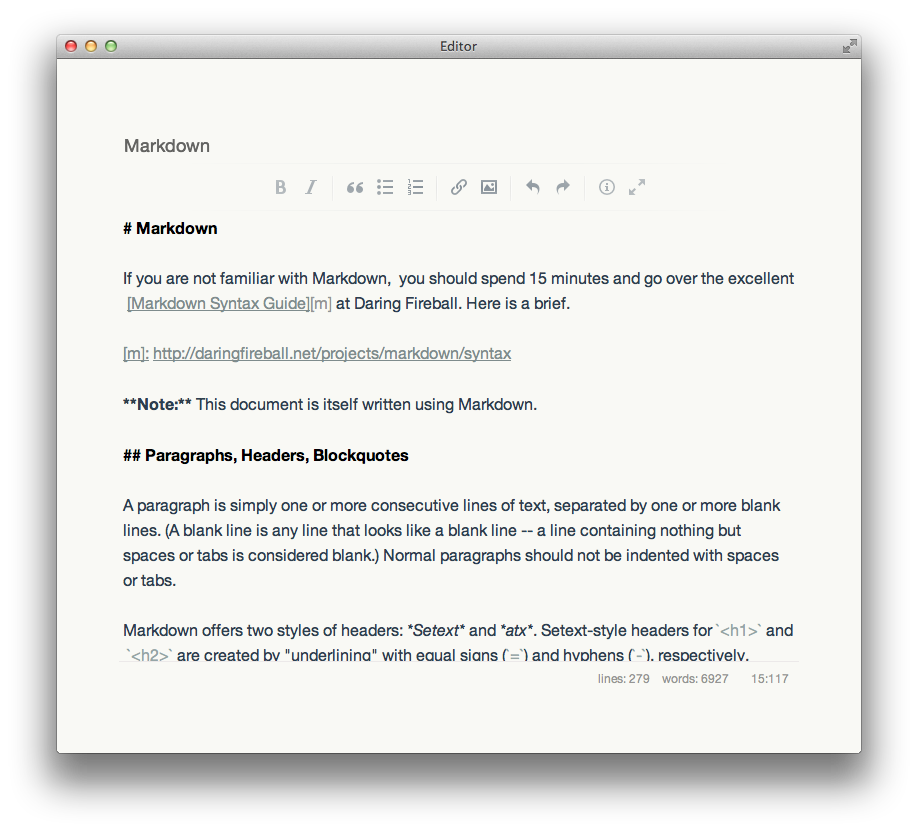 Editor
Markdown
B I
# Markdown
If you are not familiar with Markdown,  you should spend 15 minutes and go over the excellent
[Markdown Syntax Guide][m] at Daring Fireball. Here is a brief.
[m]: http://daringfireball.net/projects/markdown/syntax
**Note:** This document is itself written using Markdown.
## Paragraphs, Headers, Blockquotes
A paragraph is simply one or more consecutive lines of text, separated by one or more blank
lines. (A blank line is any line that looks like a blank line -- a line containing nothing but
spaces or tabs is considered blank.) Normal paragraphs should not be indented with spaces
or tabs.
Markdown offers two styles of headers: *Setext* and *atx*. Setext-style headers for `<h1>` and
`<h2>` are created by "underlining" with equal signs (`=`) and hyphens (`-`), respectively.
lines: 279 words: 6927 15:117